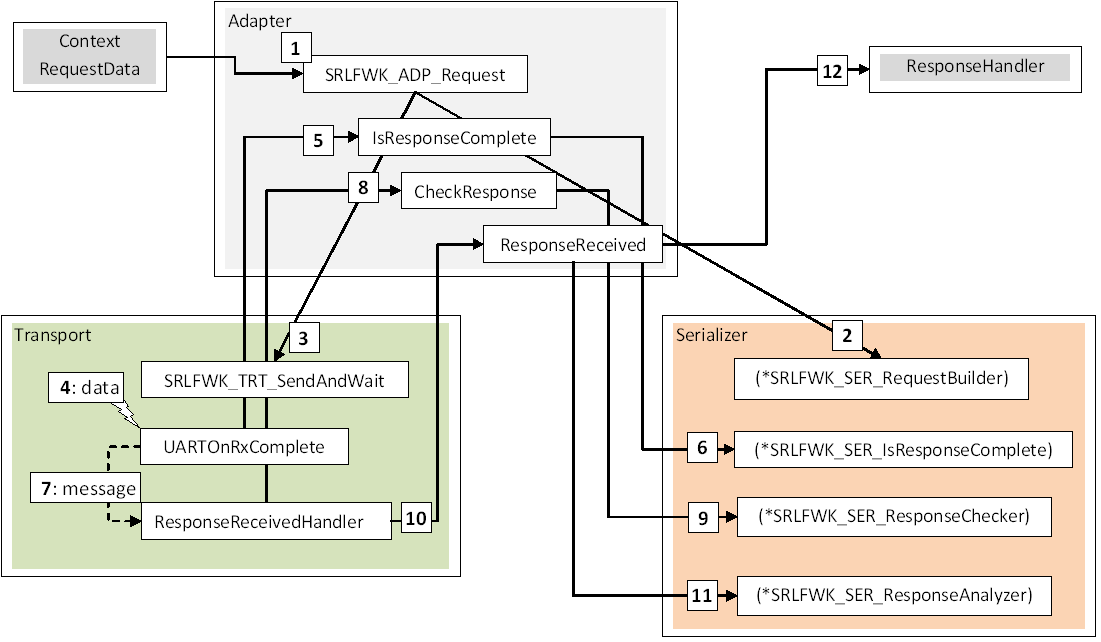 Adapter
Context
RequestData
1
SRLFWK_ADP_Request
12
ResponseHandler
5
IsResponseComplete
8
CheckResponse
ResponseReceived
Transport
3
SRLFWK_TRT_SendAndWait
4: data
UARTOnRxComplete
7: message
ResponseReceivedHandler
10
Serializer
2
(*SRLFWK_SER_RequestBuilder)
6
(*SRLFWK_SER_IsResponseComplete)
9
(*SRLFWK_SER_ResponseChecker)
11
(*SRLFWK_SER_ResponseAnalyzer)